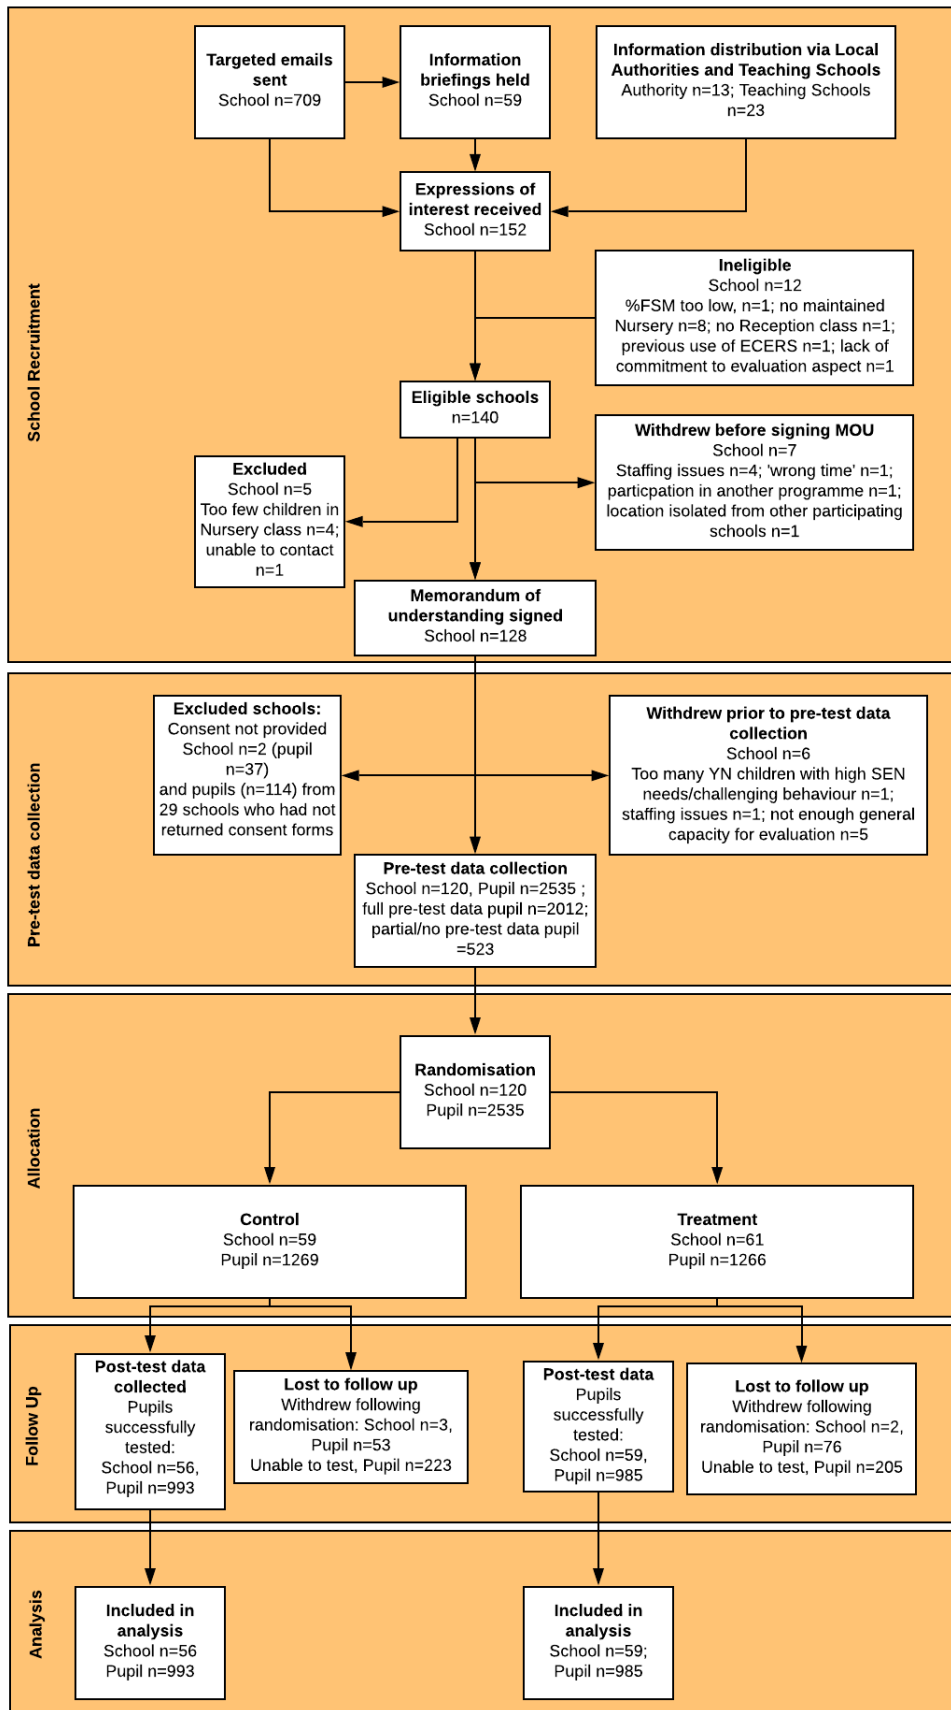 School Recruitment
Targeted emails
sent
School n=709
Information
briefings held
School n=59
Information distribution via Local
Authorities and Teaching Schools
Authority n=13; Teaching Schools
n=23
Expressions of
interest received
School n=152
Ineligible
School n=12
%FSM too low, n=1; no maintained
Nursery n=8; no Reception class n=1;
previous use of ECERS n=1; lack of
commitment to evaluation aspect n=1
Eligible schools
n=140
Excluded
School n=5
Too few children in
Nursery class n=4;
unable to contact
n=1
Withdrew before signing MOU
School n=7
Staffing issues n=4; 'wrong time' n=1;
particpation in another programme n=1;
location isolated from other participating
schools n=1
Memorandum of
understanding signed
School n=128
Pre-test data collection
Excluded schools:
Consent not provided
School n=2 (pupil
n=37)
and pupils (n=114) from
29 schools who had not
returned consent forms
Withdrew prior to pre-test data
collection
School n=6
Too many YN children with high SEN
needs/challenging behaviour n=1;
staffing issues n=1; not enough general
capacity for evaluation n=5
Pre-test data collection
School n=120, Pupil n=2535 ;
full pre-test data pupil n=2012;
partial/no pre-test data pupil
=523
Allocation
Randomisation
School n=120
Pupil n=2535
Control
School n=59
Pupil n=1269
Treatment
School n=61
Pupil n=1266
Follow Up
Post-test data
collected
Pupils
successfully
tested:
School n=56,
Pupil n=993
Lost to follow up
Withdrew following
randomisation: School n=3,
Pupil n=53
Unable to test, Pupil n=223
Post-test data
Pupils
successfully
tested:
School n=59,
Pupil n=985
Lost to follow up
Withdrew following
randomisation: School n=2,
Pupil n=76
Unable to test, Pupil n=205
Analysis
Included in
analysis
School n=56
Pupil n=993
Included in
analysis
School n=59;
Pupil n=985